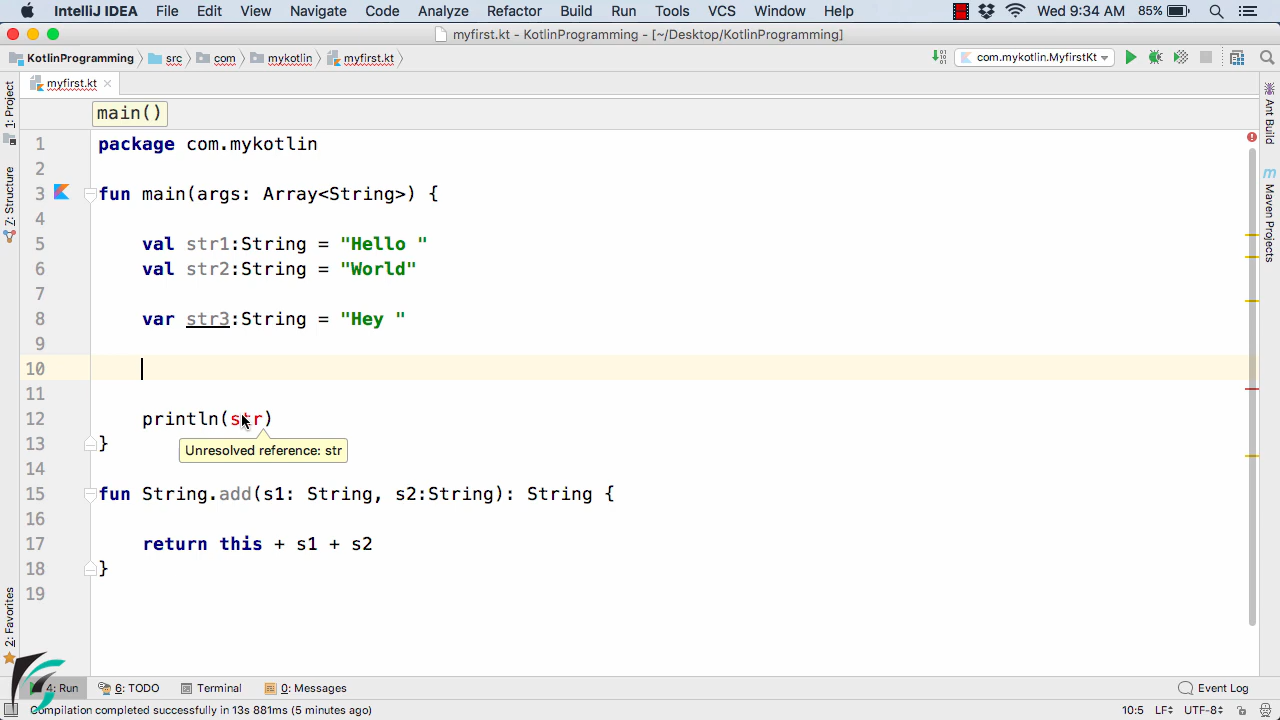 IntelliJ IDEA File Edit View Navigate Code Analyze Refactor Build Run Tools VCS Window Help Wed 9:34 AM 85%
myfirst.kt - KotlinProgramming - [~/Desktop/KotlinProgramming]
KotlinProgramming src com mykotlin myfirst.kt com.mykotlin.MyfirstKt
myfirst.kt
main()
1 package com.mykotlin
2
3 fun main(args: Array<String>) {
4
5 val str1:String = "Hello "
6 val str2:String = "World"
7
8 var str3:String = "Hey "
9
10
11
12 println(str)
Unresolved reference: str
13 }
14
15 fun String.add(s1: String, s2:String): String {
16
17 return this + s1 + s2
18 }
19
1: Project
7: Structure
2: Favorites
Ant Build
m Maven Projects
4: Run 6: TODO Terminal 0: Messages Event Log
Compilation completed successfully in 13s 881ms (5 minutes ago) 10:5 LF÷ UTF-8÷